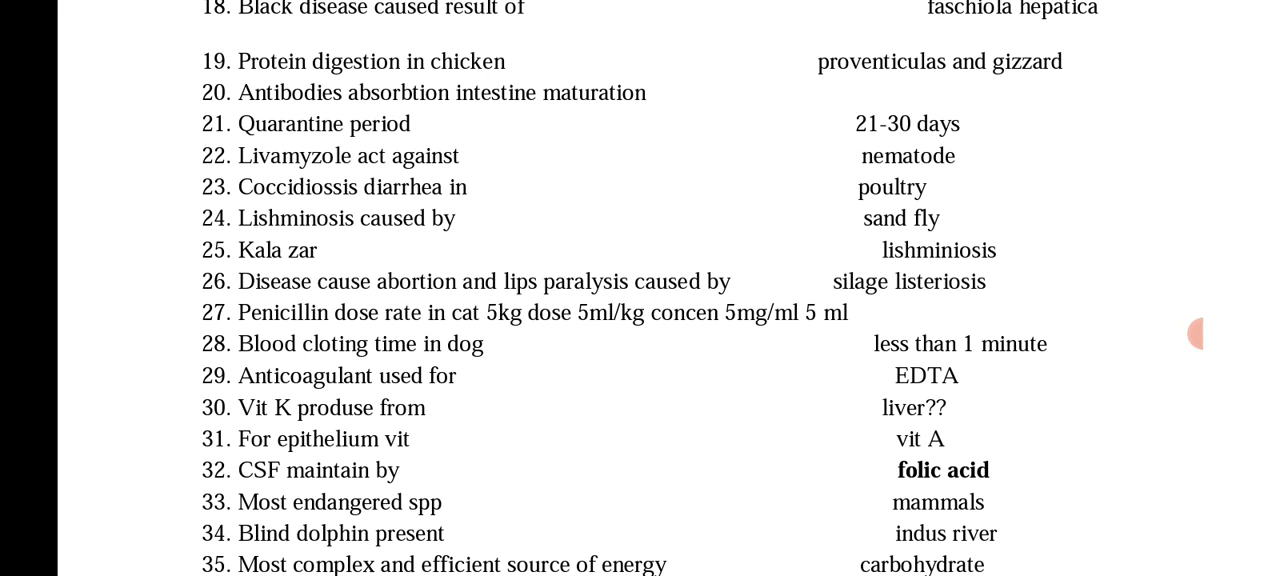 18. Black disease caused result of faschiola hepatica
19. Protein digestion in chicken proventiculas and gizzard
20. Antibodies absorbtion intestine maturation
21. Quarantine period 21-30 days
22. Livamyzole act against nematode
23. Coccidiossis diarrhea in poultry
24. Lishminosis caused by sand fly
25. Kala zar lishminiosis
26. Disease cause abortion and lips paralysis caused by silage listeriosis
27. Penicillin dose rate in cat 5kg dose 5ml/kg concen 5mg/ml 5 ml
28. Blood cloting time in dog less than 1 minute
29. Anticoagulant used for EDTA
30. Vit K produse from liver??
31. For epithelium vit vit A
32. CSF maintain by folic acid
33. Most endangered spp mammals
34. Blind dolphin present indus river
35. Most complex and efficient source of energy carbohydrate